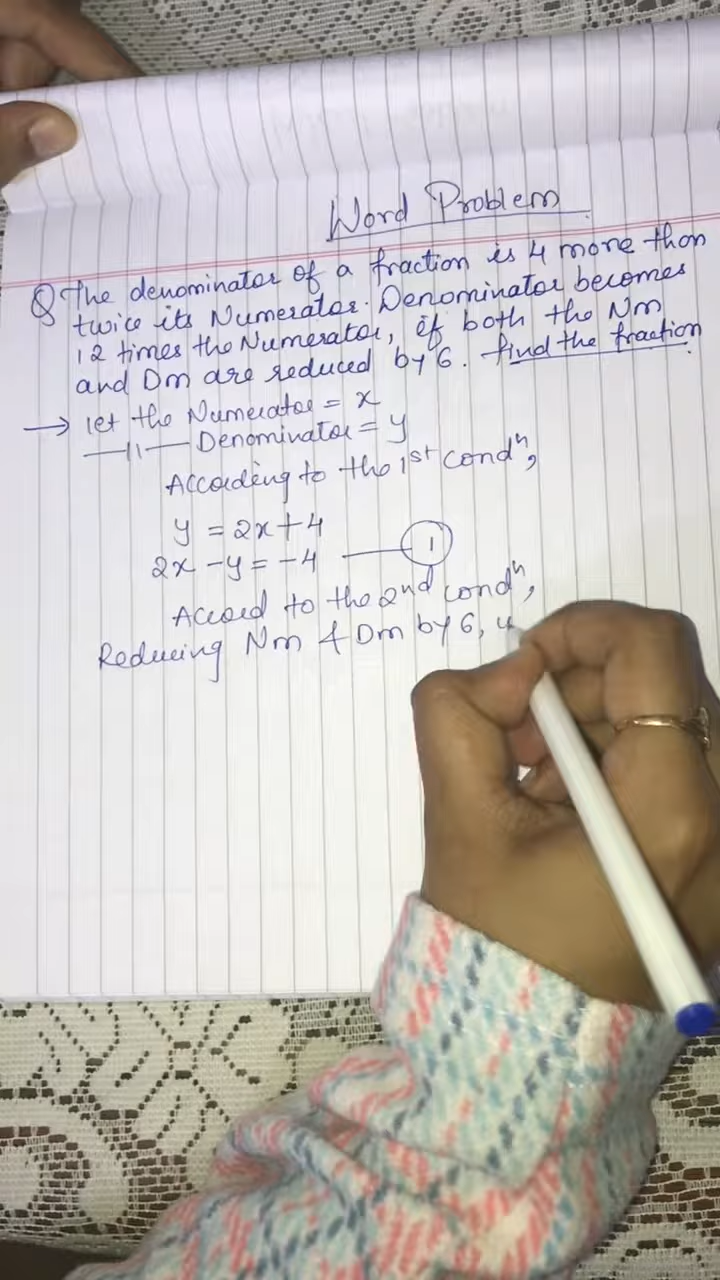 Word Problem
Q The denominator of a fraction is 4 more than
twice its Numerator. Denominator becomes
12 times the Numerator, if both the Nm
and Dm are reduced by 6. find the fraction
→ let the Numerator = x
—11— Denominator = y
According to the 1st condn,
y = 2x+4
2x - y = -4 — 1
Accord to the 2nd condn,
Reducing Nm & Dm by 6,